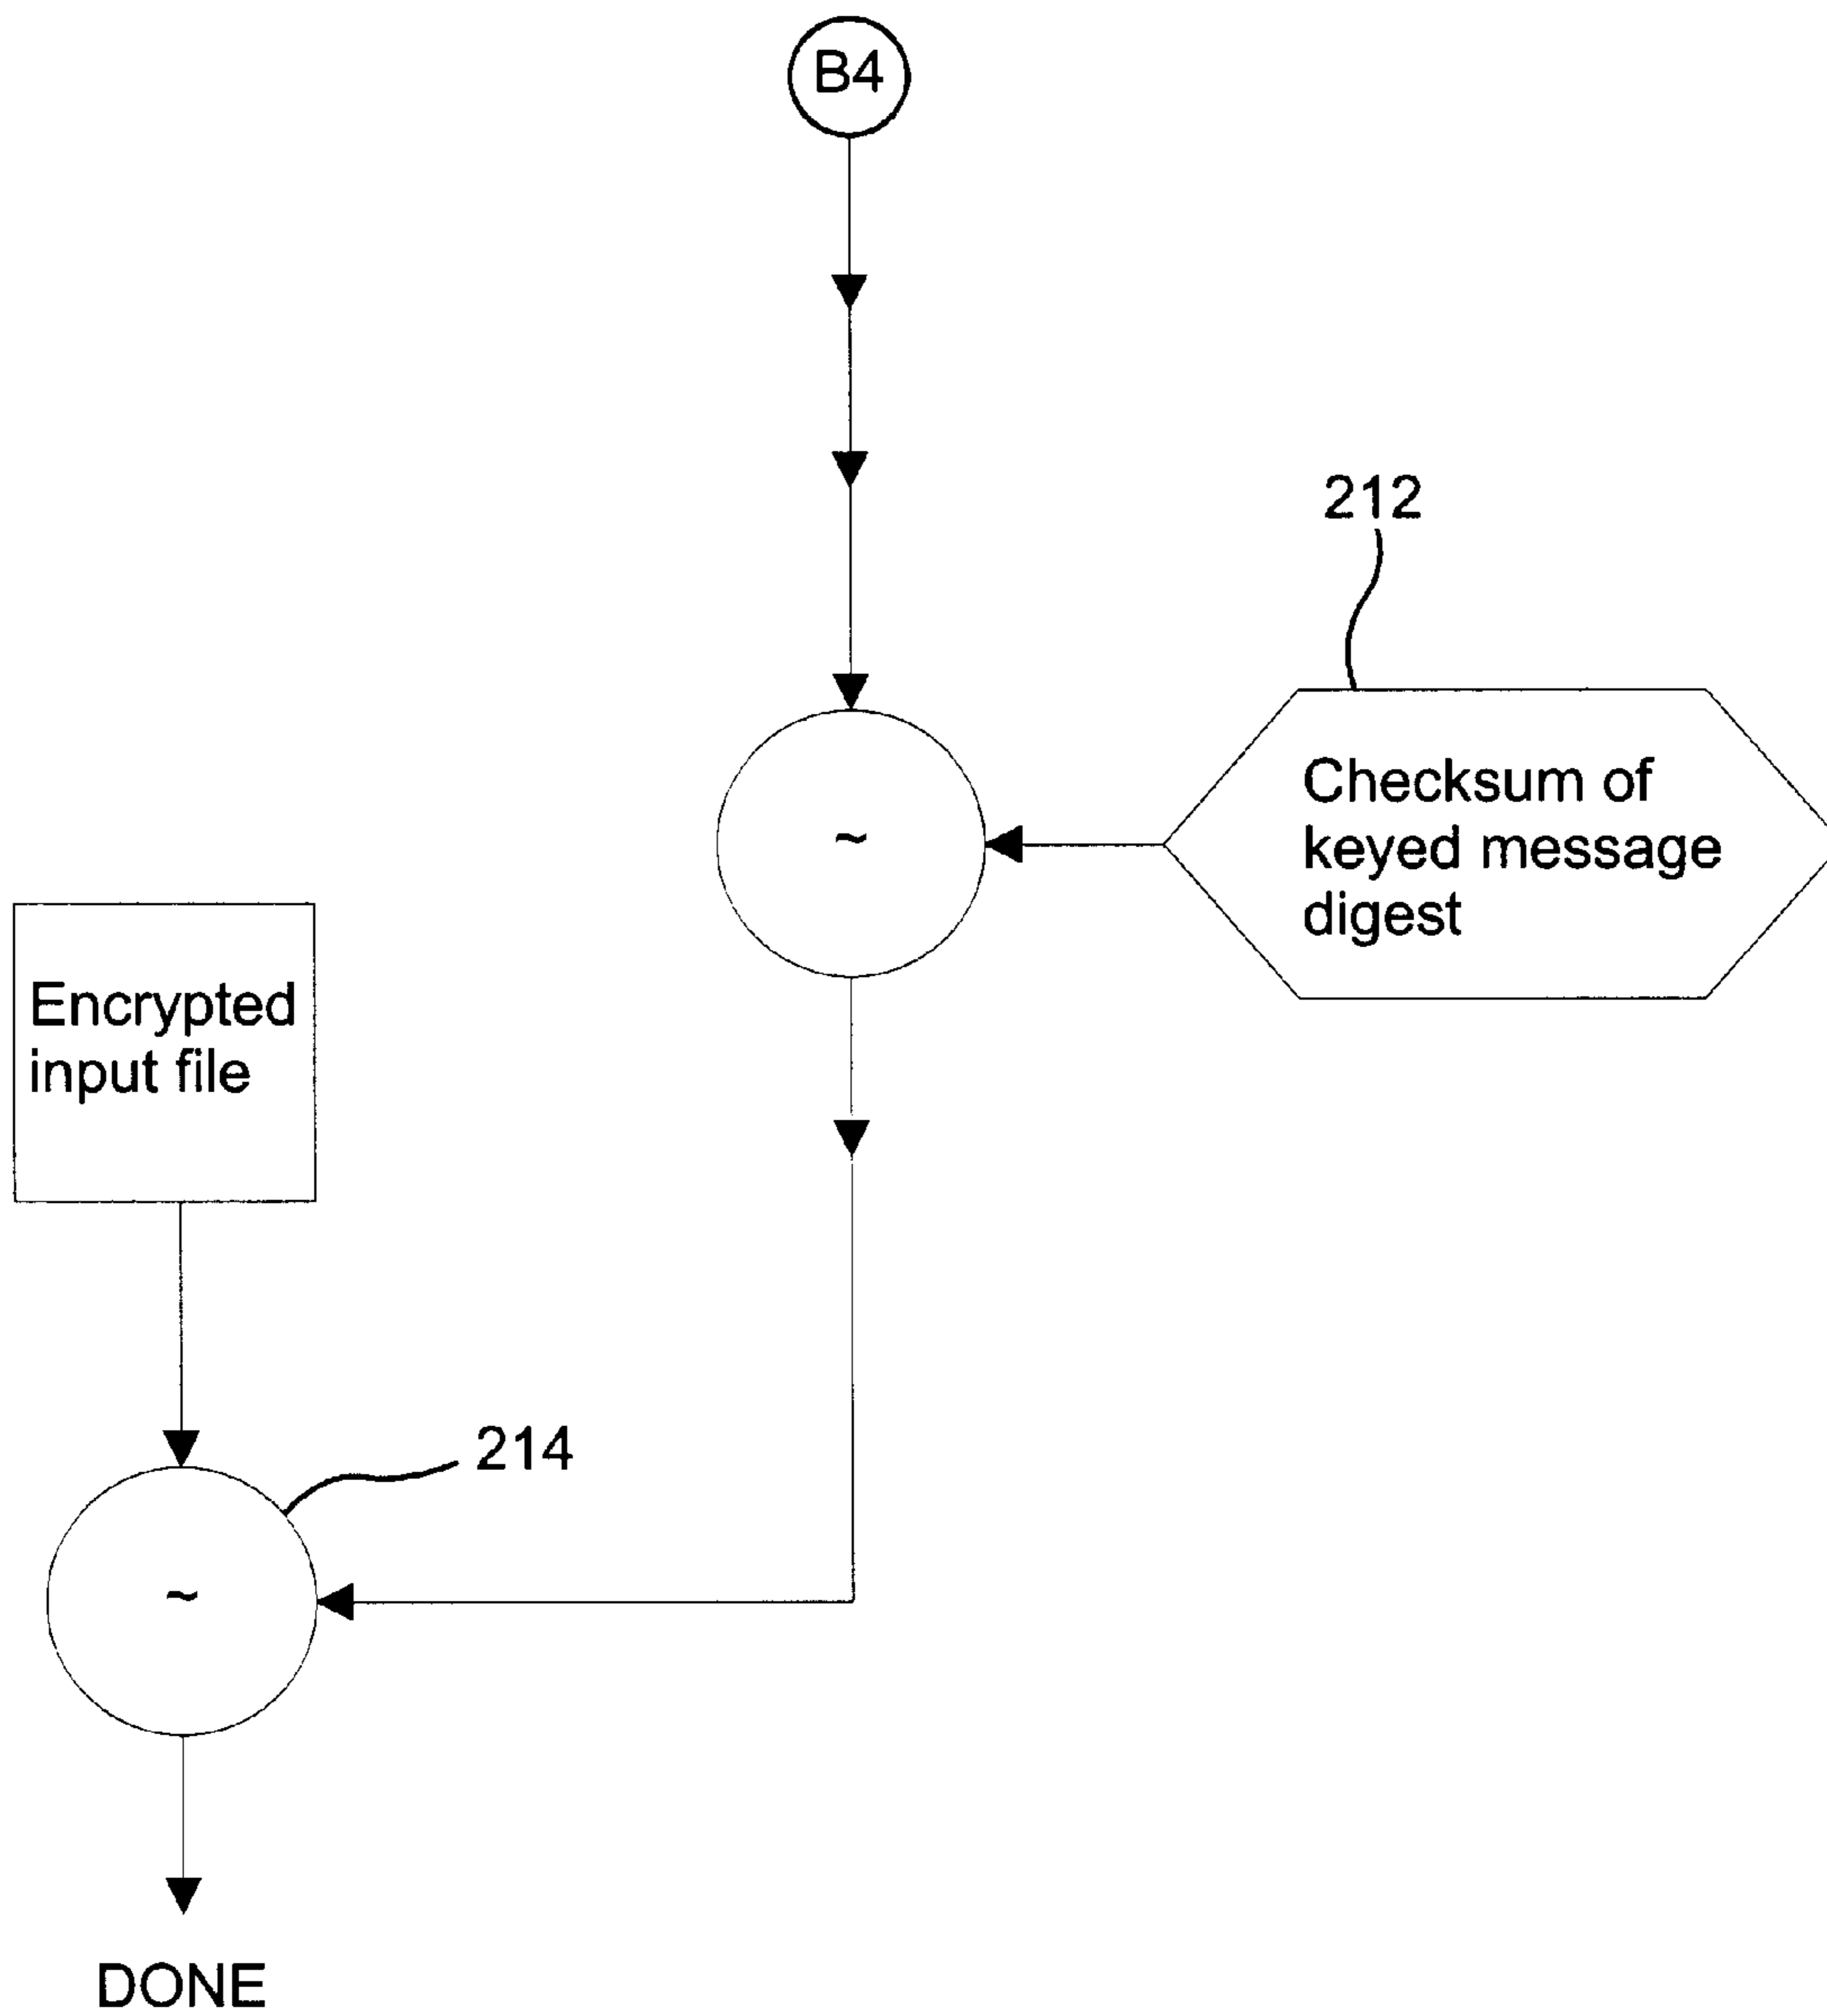 B4
212
~
Checksum of
keyed message
digest
Encrypted
input file
214
~
DONE